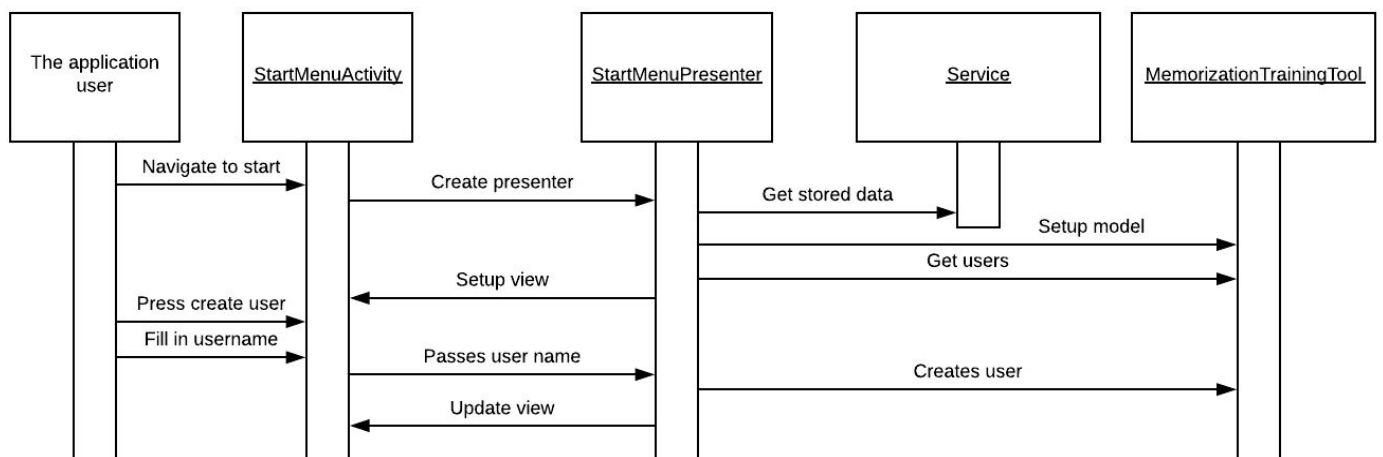 The application
user
StartMenuActivity
StartMenuPresenter
Service
MemorizationTrainingTool
Navigate to start
Create presenter
Get stored data
Setup model
Get users
Setup view
Press create user
Fill in username
Passes user name
Creates user
Update view